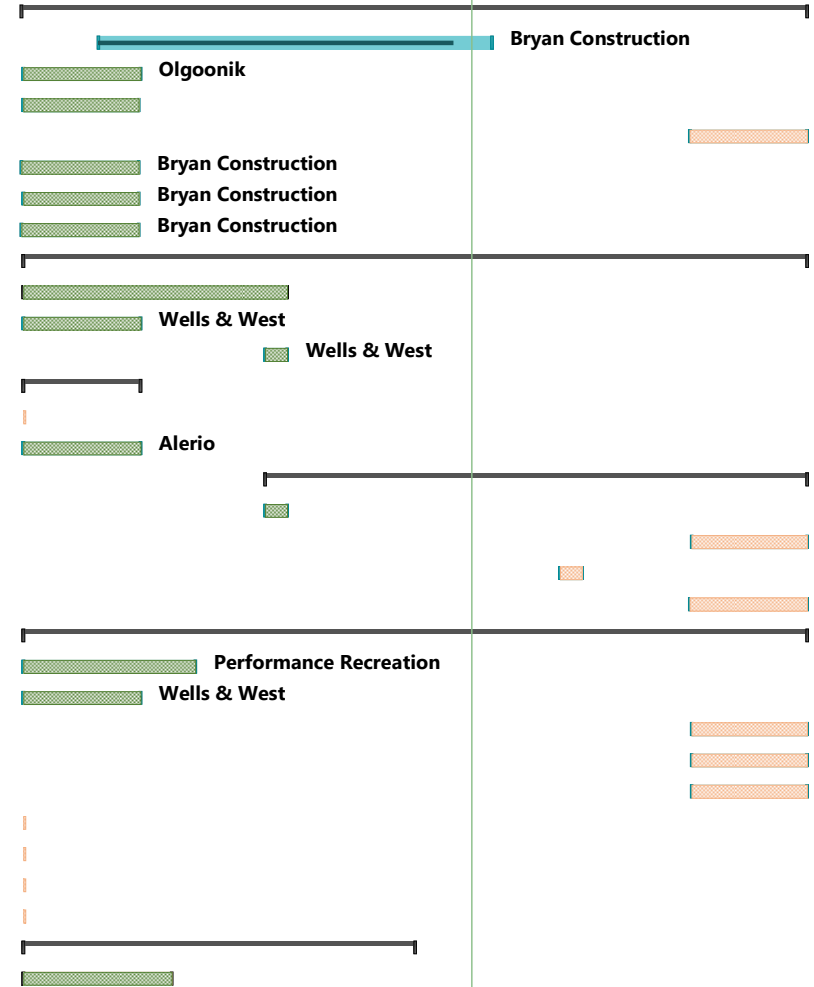 Bryan Construction
Olgoonik
Bryan Construction
Bryan Construction
Bryan Construction
Wells & West
Wells & West
Alerio
Performance Recreation
Wells & West